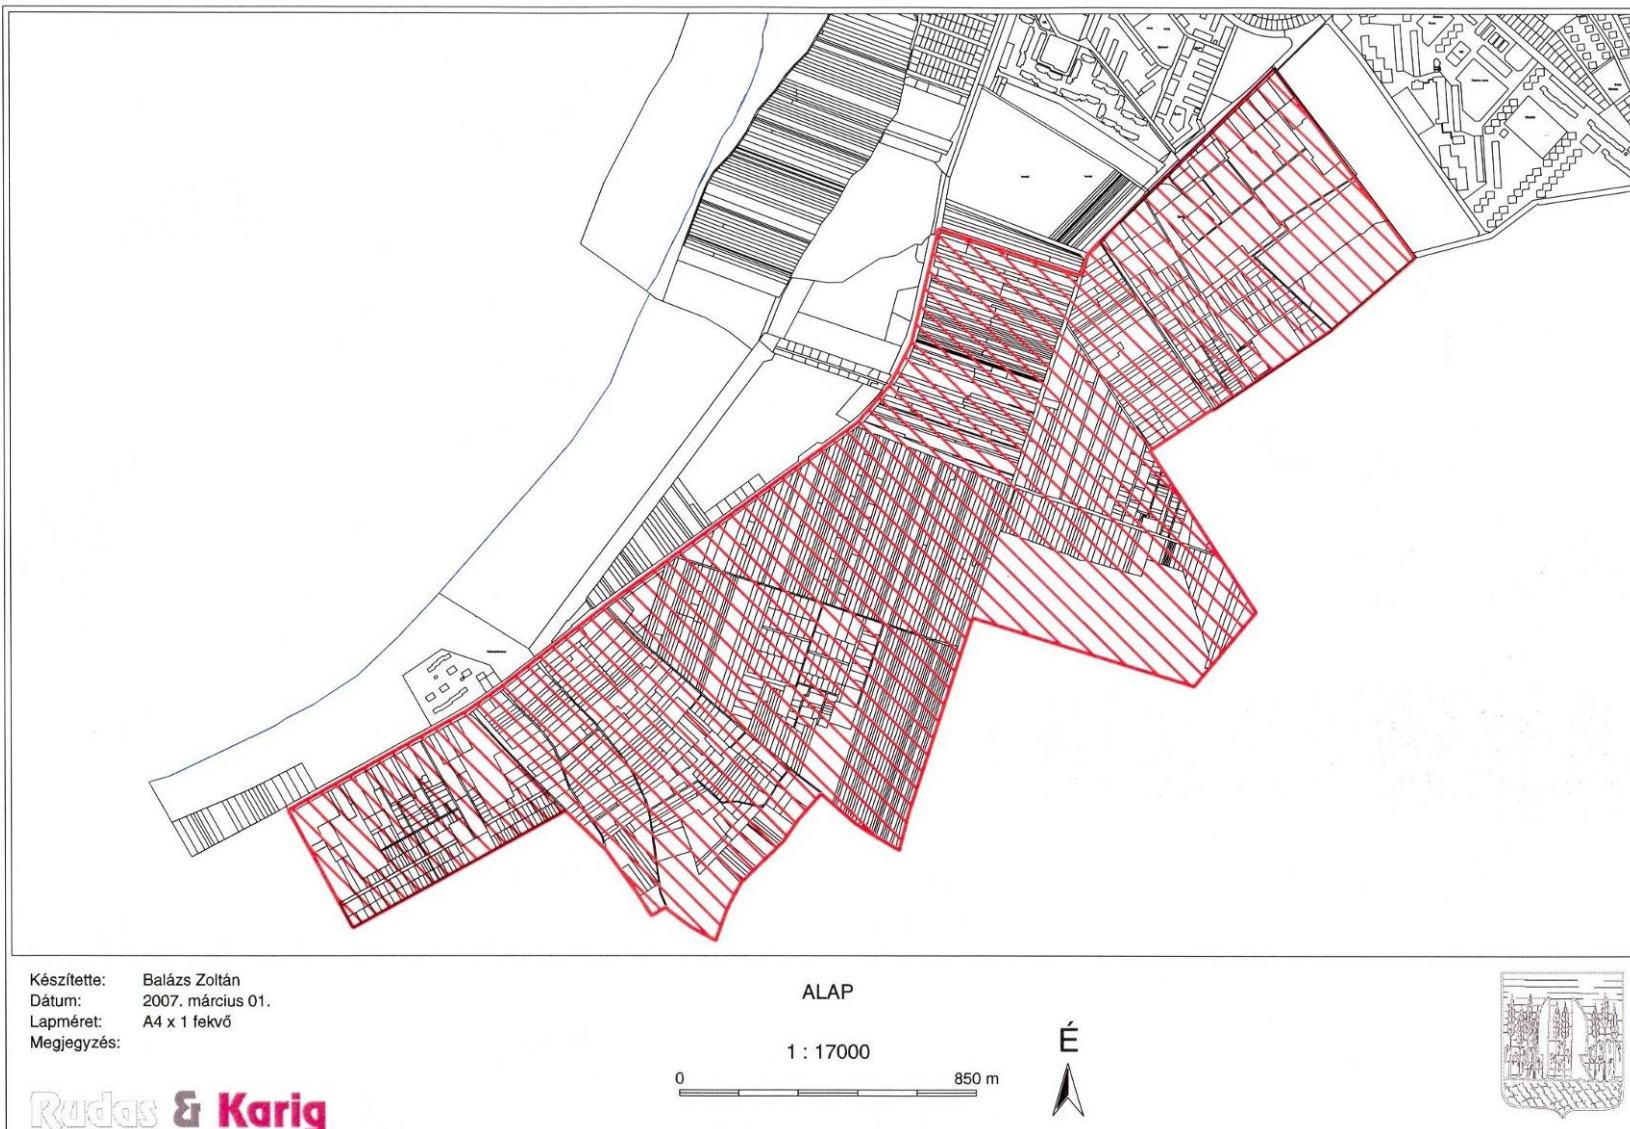 Készítette: Balázs Zoltán
Dátum: 2007. március 01.
Lapméret: A4 x 1 fekvő
Megjegyzés:
Rudas & Karig
ALAP
1 : 17000
0 850 m
É